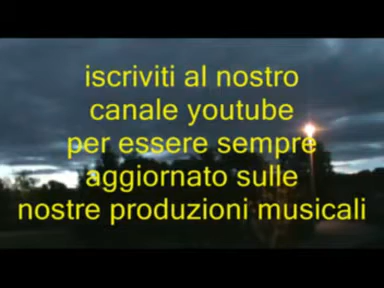 iscriviti al nostro
canale youtube
per essere sempre
aggiornato sulle
nostre produzioni musicali